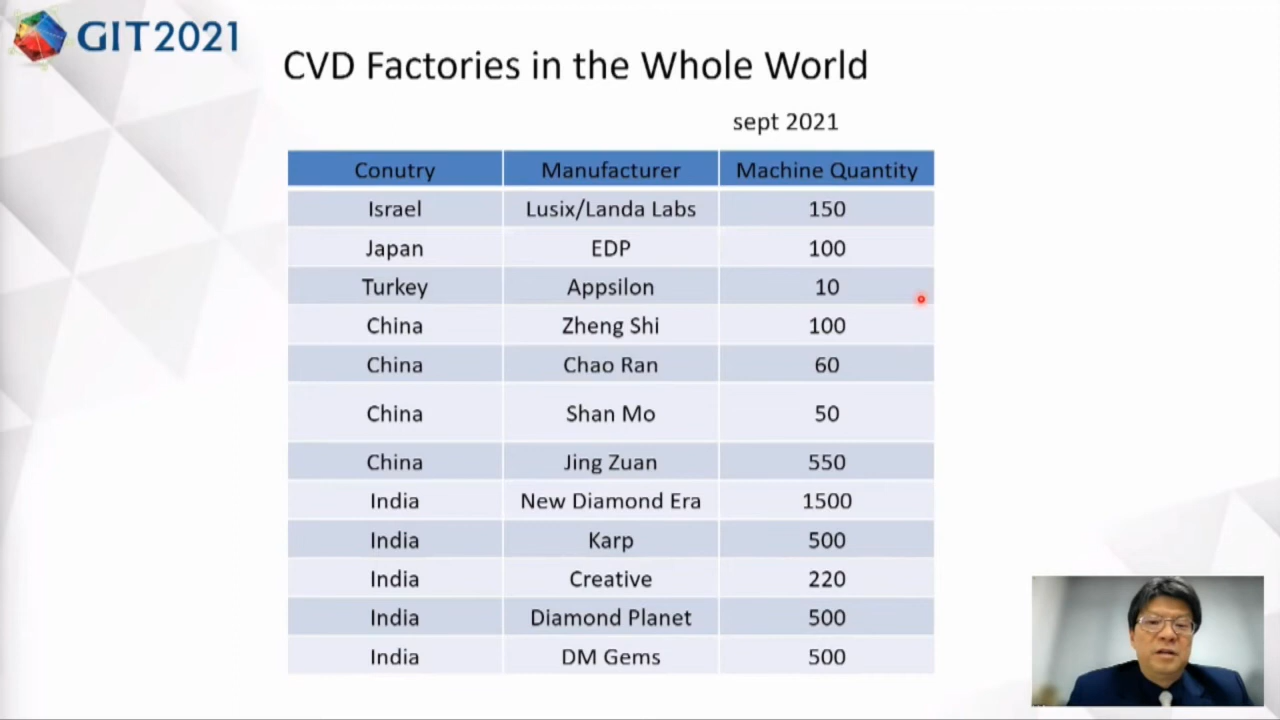 GIT2021
CVD Factories in the Whole World
sept 2021
Conutry Manufacturer Machine Quantity
Israel Lusix/Landa Labs 150
Japan EDP 100
Turkey Appsilon 10
China Zheng Shi 100
China Chao Ran 60
China Shan Mo 50
China Jing Zuan 550
India New Diamond Era 1500
India Karp 500
India Creative 220
India Diamond Planet 500
India DM Gems 500